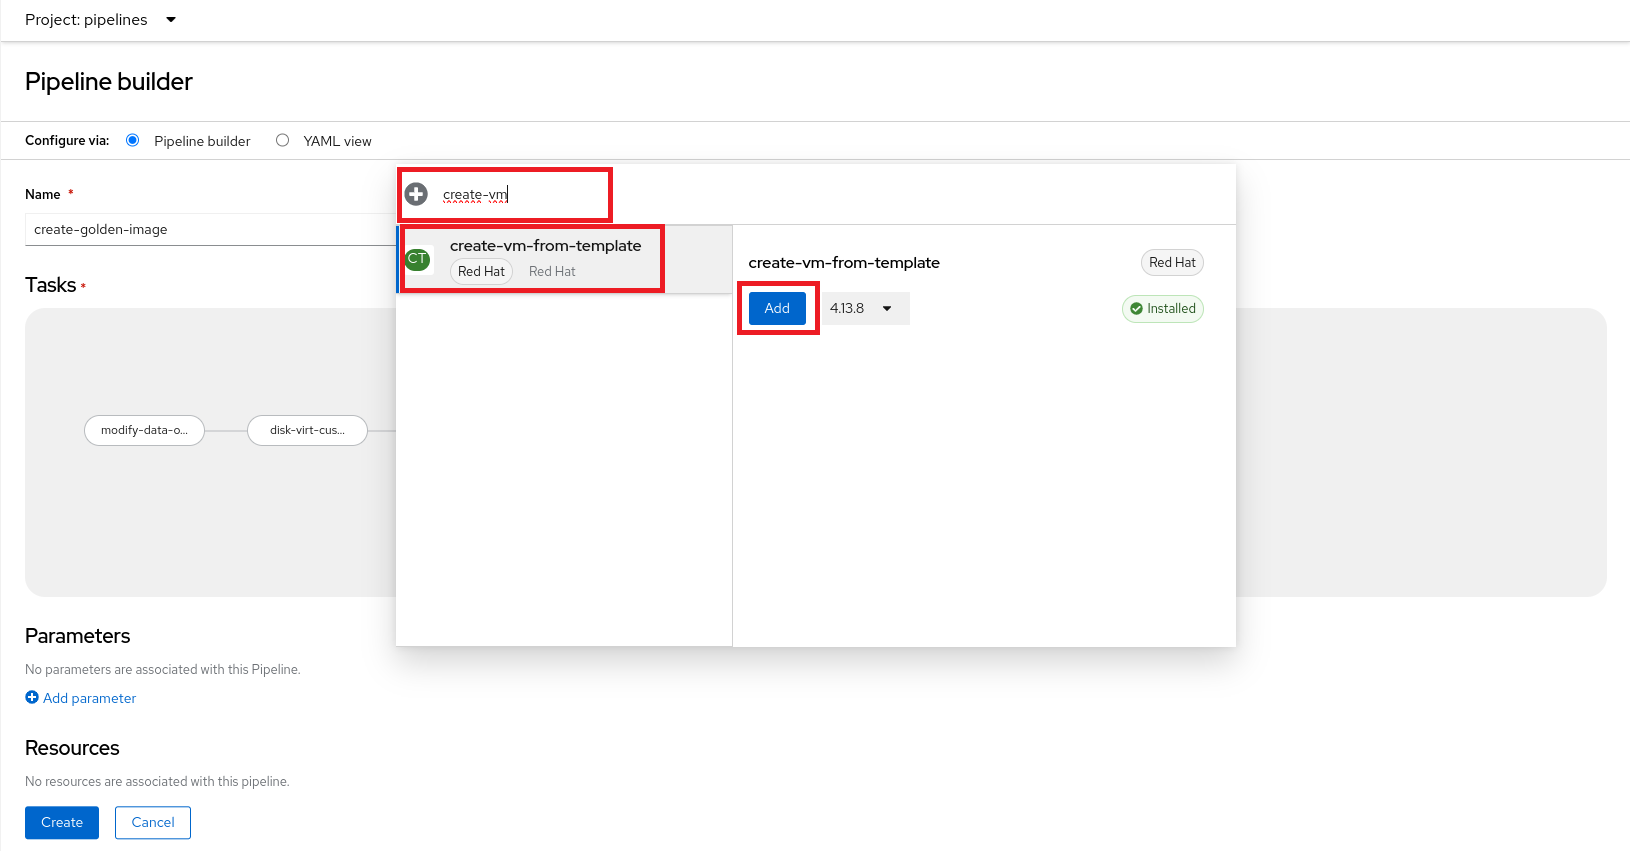 Project: pipelines
Pipeline builder
Configure via: Pipeline builder YAML view
Name *
create-golden-image
Tasks *
modify-data-o...
disk-virt-cus...
create-vm
CT
create-vm-from-template
Red Hat Red Hat
create-vm-from-template
Red Hat
Add
4.13.8
Installed
Parameters
No parameters are associated with this Pipeline.
Add parameter
Resources
No resources are associated with this pipeline.
Create
Cancel